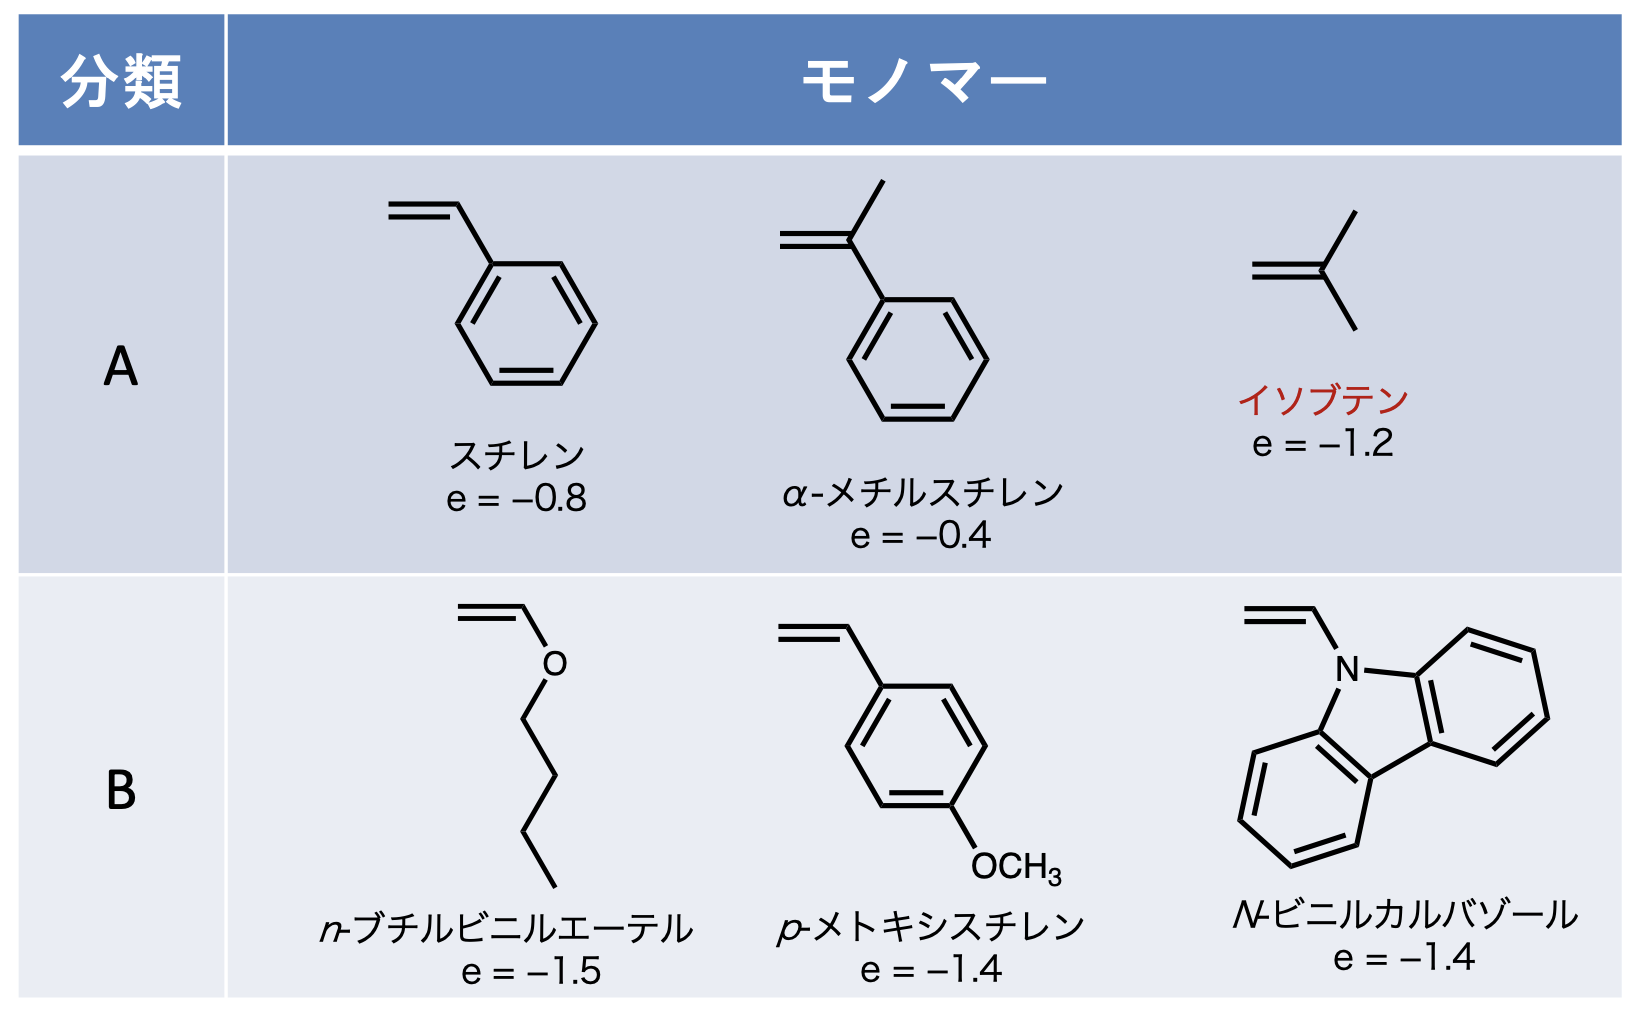 分類
モノマー
A
スチレン
e = −0.8
α-メチルスチレン
e = −0.4
イソブテン
e = −1.2
B
O
n-ブチルビニルエーテル
e = −1.5
OCH3
p-メトキシスチレン
e = −1.4
N
N-ビニルカルバゾール
e = −1.4